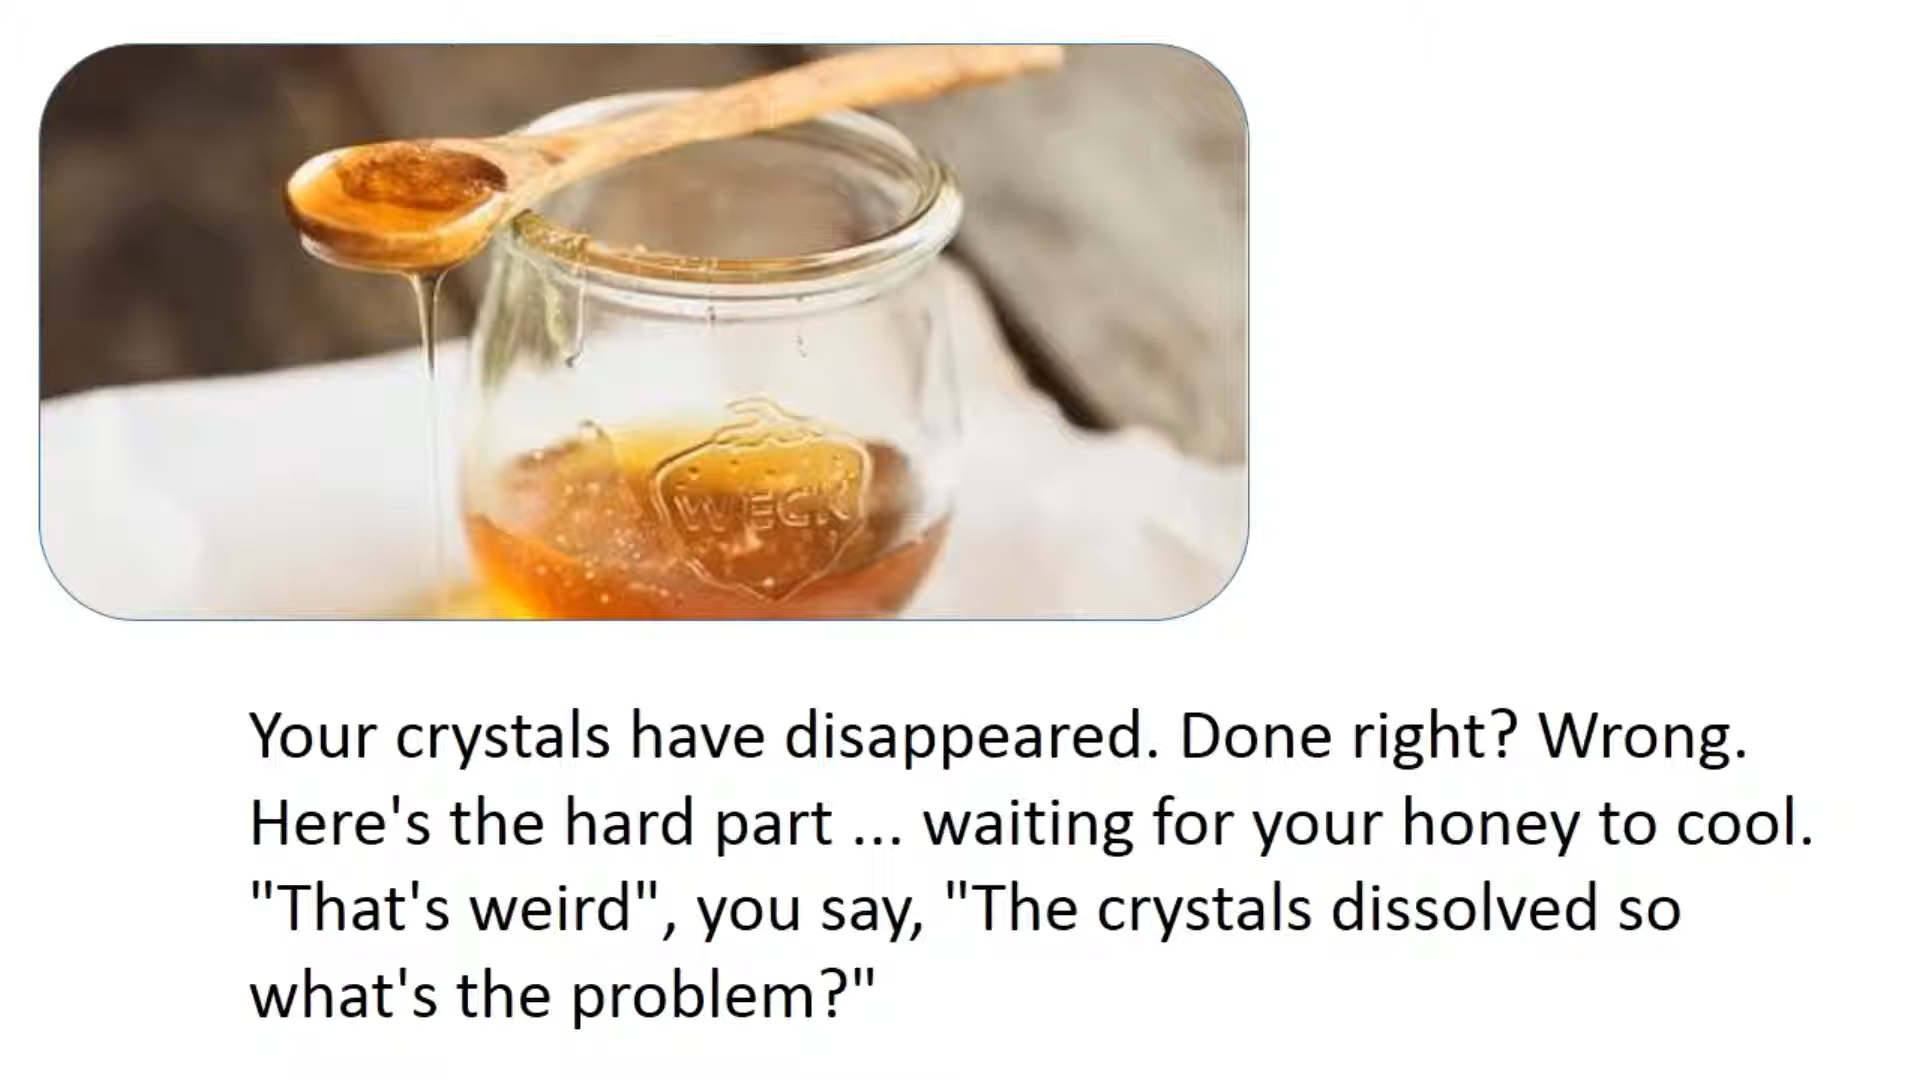 WECK
Your crystals have disappeared. Done right? Wrong.
Here's the hard part ... waiting for your honey to cool.
"That's weird", you say, "The crystals dissolved so
what's the problem?"